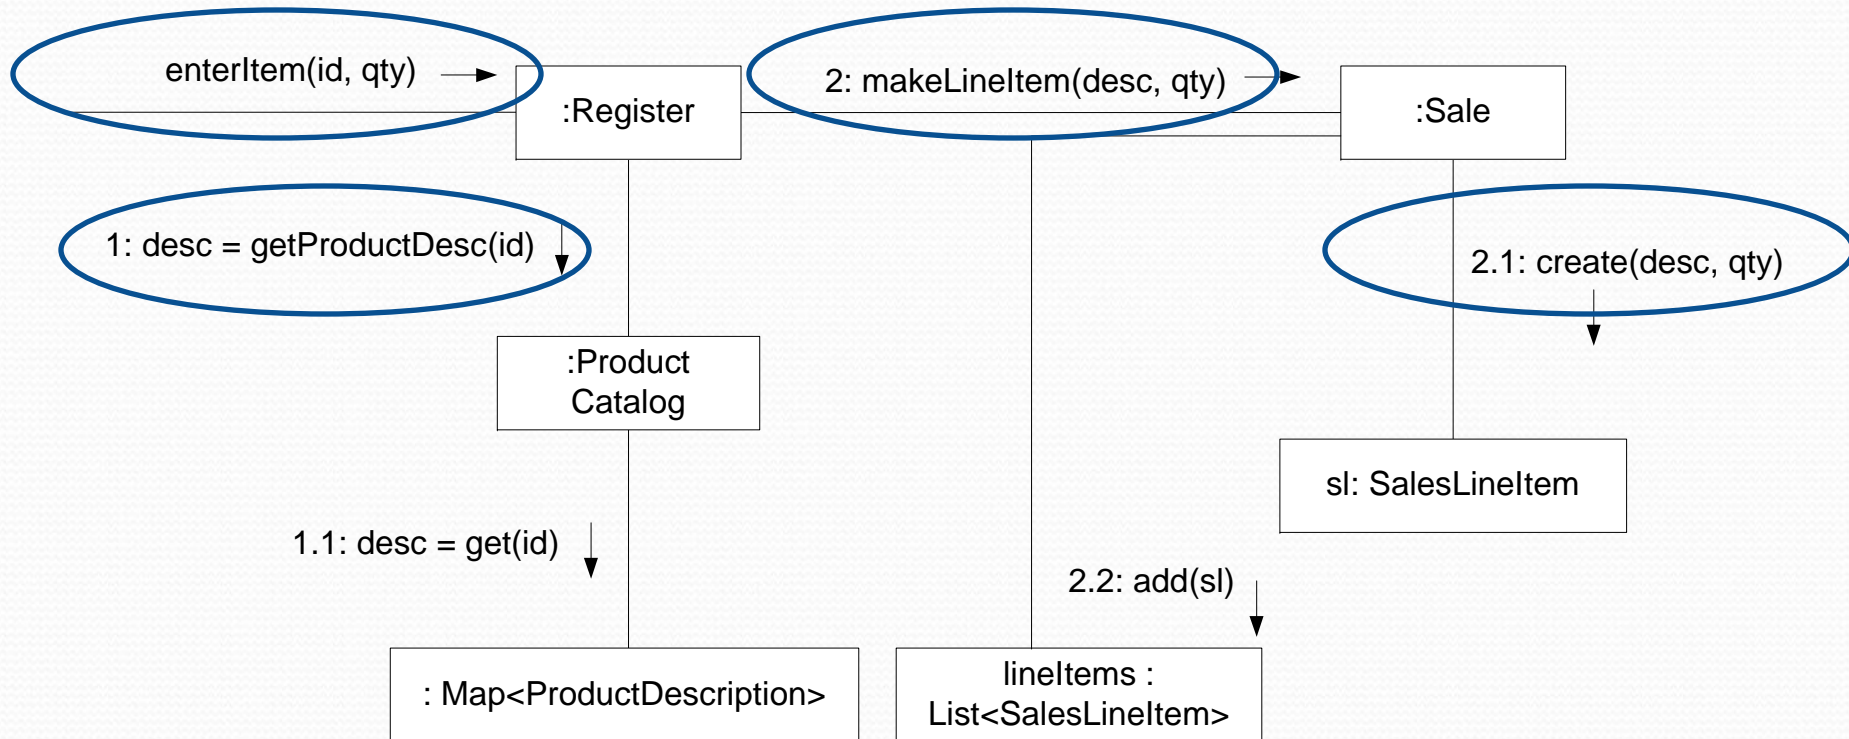 enterItem(id, qty)
:Register
2: makeLineItem(desc, qty)
:Sale
1: desc = getProductDesc(id)
2.1: create(desc, qty)
:Product
Catalog
sl: SalesLineItem
1.1: desc = get(id)
2.2: add(sl)
: Map<ProductDescription>
lineItems :
List<SalesLineItem>